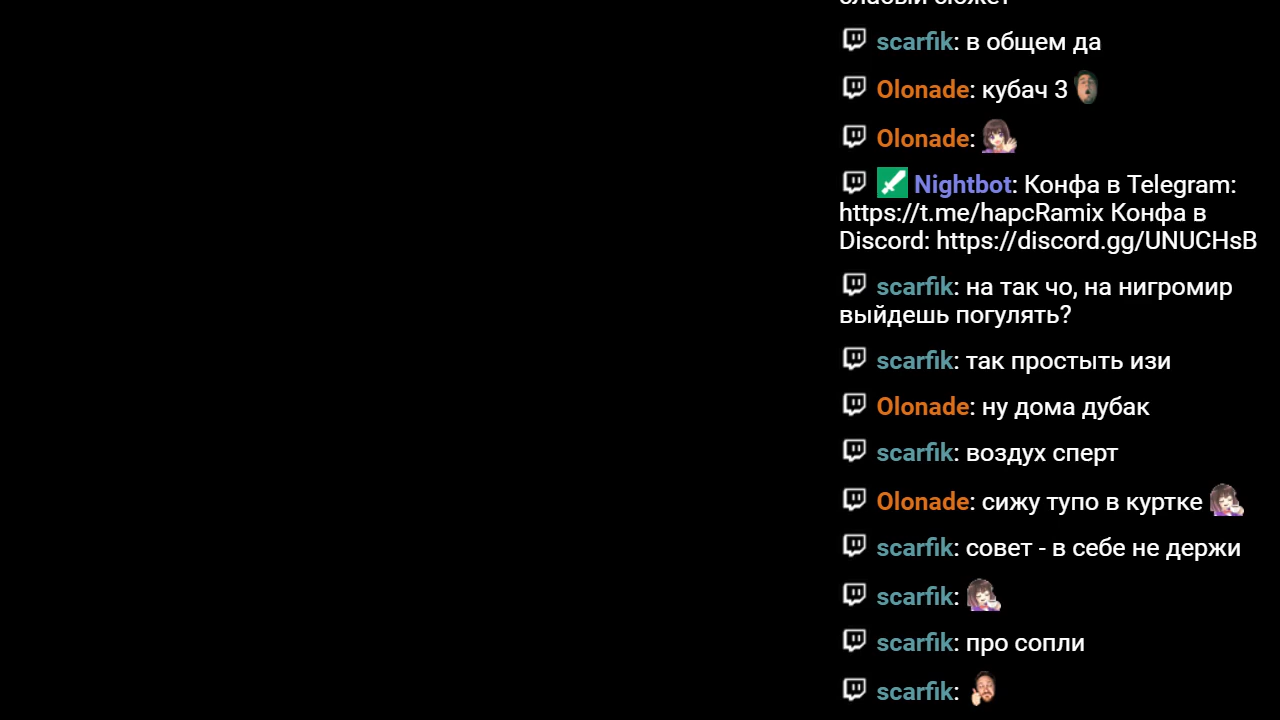 слабый сюжет
scarfik: в общем да
Olonade: кубач 3
Olonade:
Nightbot: Конфа в Telegram:
https://t.me/hapcRamix Конфа в
Discord: https://discord.gg/UNUCHsB
scarfik: на так чо, на нигромир
выйдешь погулять?
scarfik: так простыть изи
Olonade: ну дома дубак
scarfik: воздух сперт
Olonade: сижу тупо в куртке
scarfik: совет - в себе не держи
scarfik:
scarfik: про сопли
scarfik: